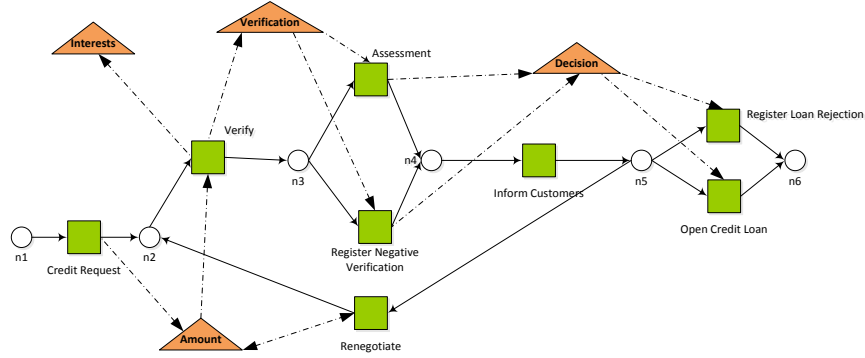 Verification
Interests
Assessment
Decision
Register Loan Rejection
Verify
n3
n4
n5
n6
Inform Customers
Open Credit Loan
n1
Credit Request
n2
Register Negative
Verification
Amount
Renegotiate